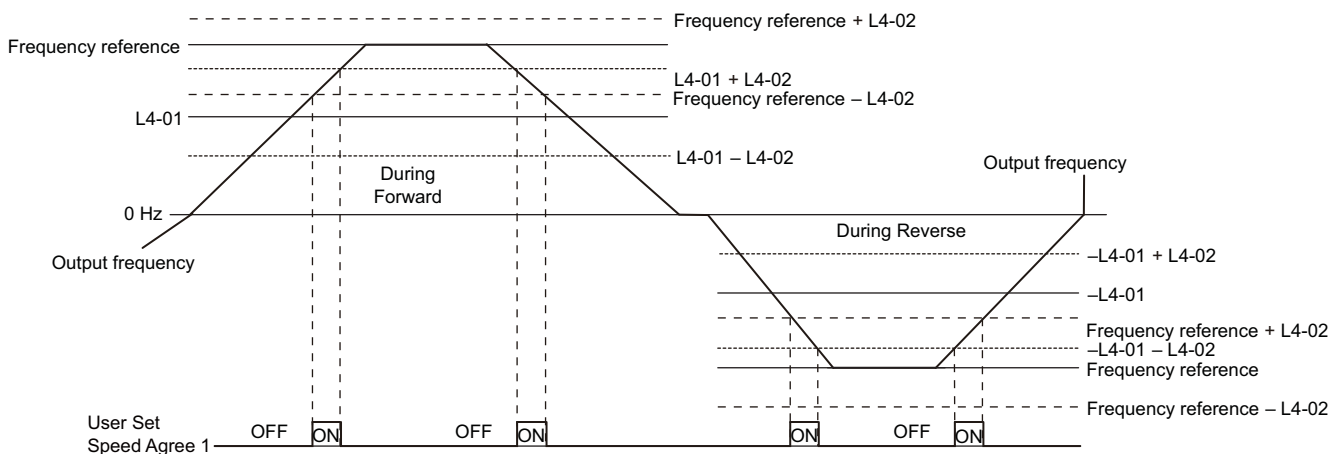 Frequency reference + L4-02
Frequency reference
L4-01 + L4-02
Frequency reference – L4-02
L4-01
L4-01 – L4-02
During
Forward
Output frequency
0 Hz
During Reverse
Output frequency
–L4-01 + L4-02
–L4-01
Frequency reference + L4-02
–L4-01 – L4-02
Frequency reference
Frequency reference – L4-02
User Set
Speed Agree 1
OFF ON OFF ON ON OFF ON